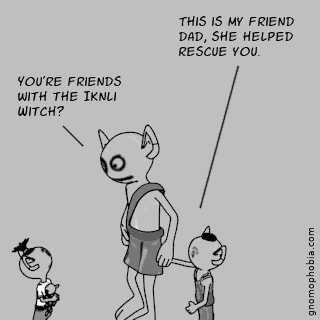 THIS IS MY FRIEND
DAD, SHE HELPED
RESCUE YOU.
YOU'RE FRIENDS
WITH THE IKNLI
WITCH?
gnomophobia.com